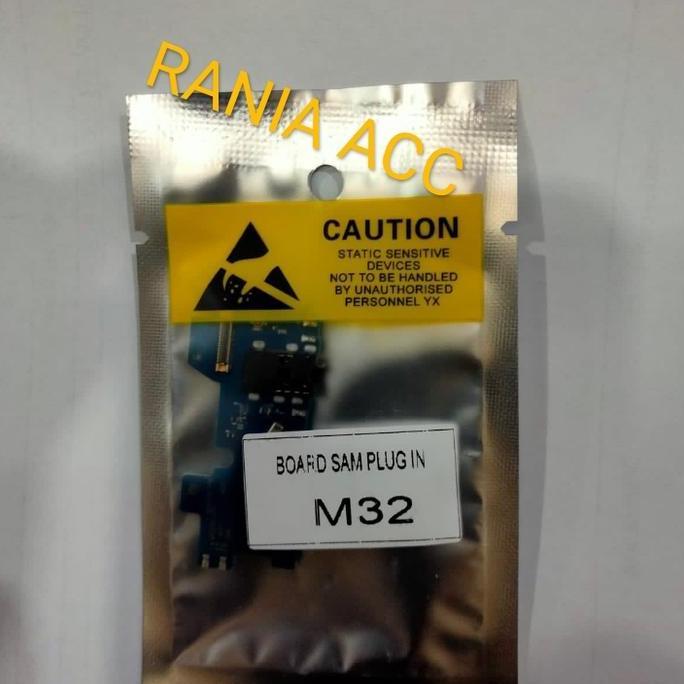 RANIA ACC
CAUTION
STATIC SENSITIVE
DEVICES
NOT TO BE HANDLED
BY UNAUTHORISED
PERSONNEL YX
BOARD SAM PLUG IN
M32